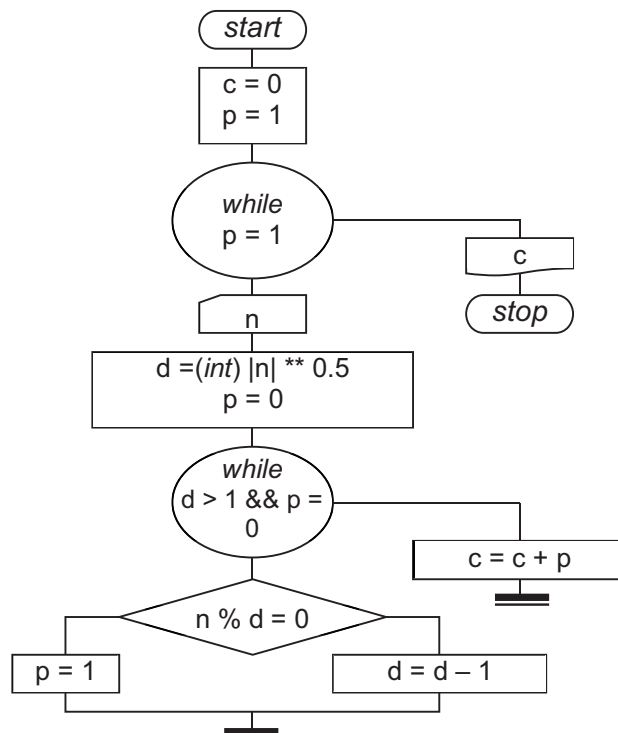 start
c = 0
p = 1
while
p = 1
c
stop
n
d =(int) |n| ** 0.5
p = 0
while
d > 1 && p =
0
c = c + p
n % d = 0
p = 1
d = d – 1